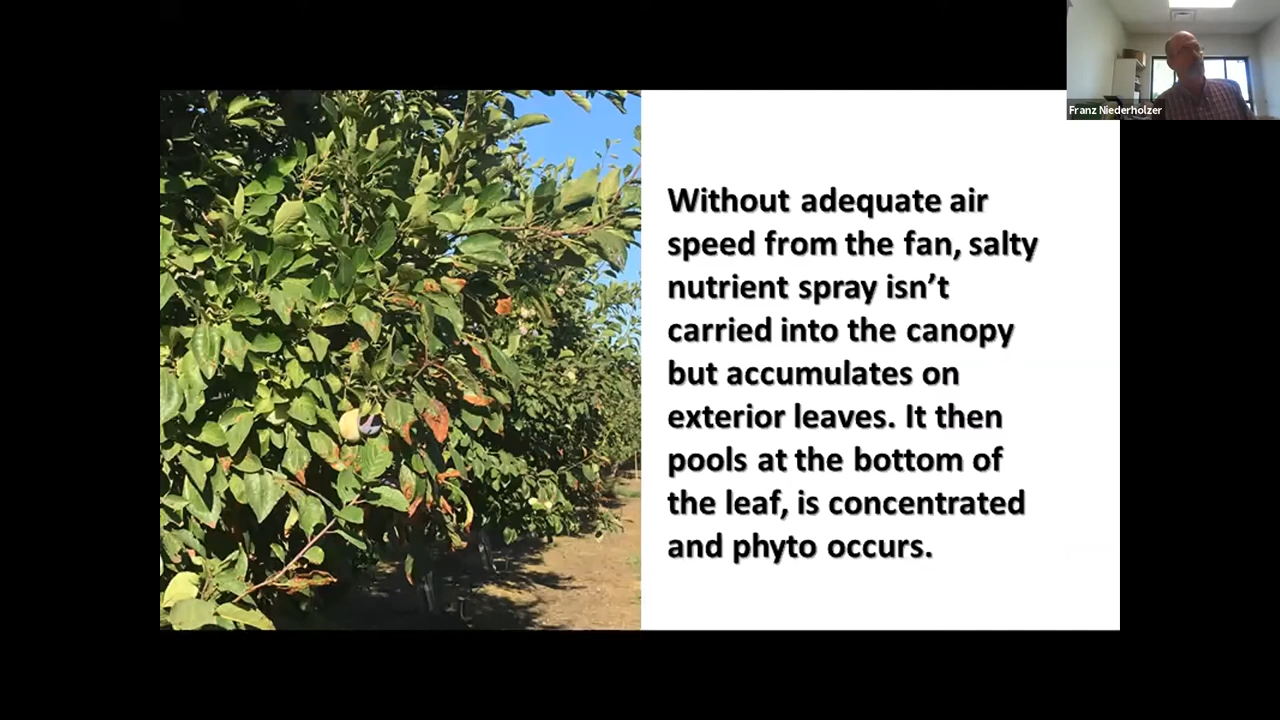 Franz Niederholzer
Without adequate air
speed from the fan, salty
nutrient spray isn’t
carried into the canopy
but accumulates on
exterior leaves. It then
pools at the bottom of
the leaf, is concentrated
and phyto occurs.